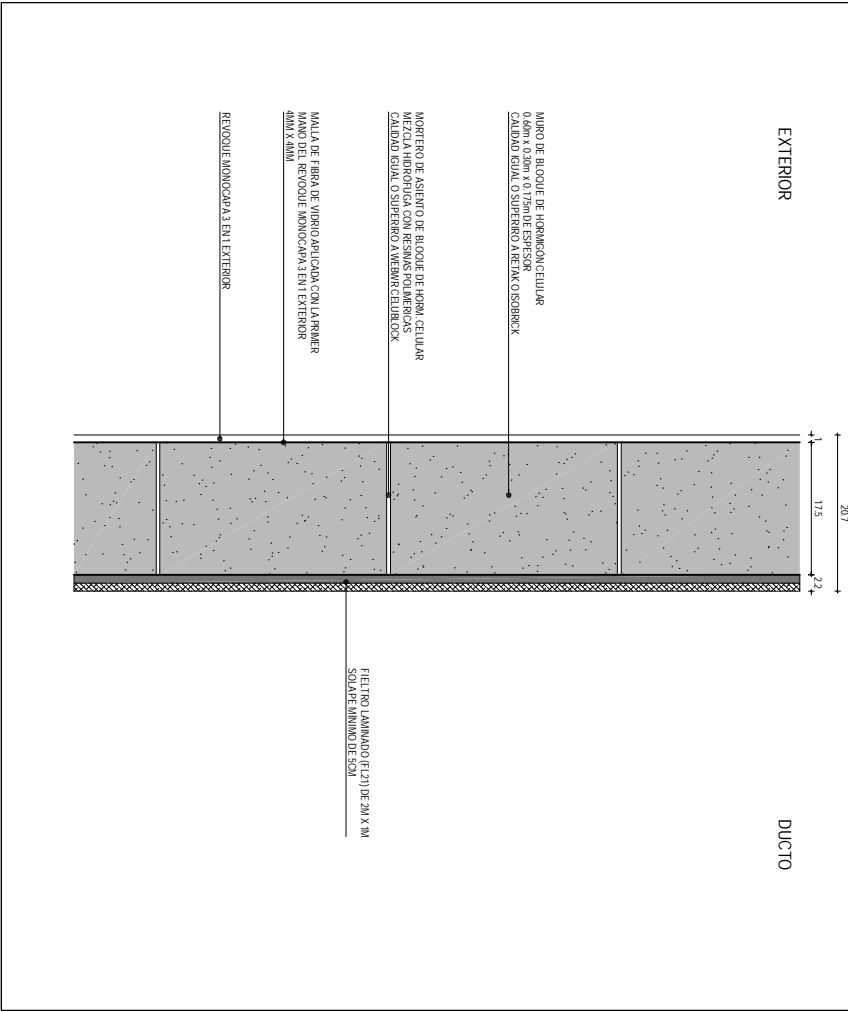 EXTERIOR
DUCTO
20.7
1
17.5
2.2
MURO DE BLOQUE DE HORMIGÓN CELULAR
0.60m x 0.30m x 0.175m DE ESPESOR
CALIDAD IGUAL O SUPERIRO A RETAK O ISOBRICK
MORTERO DE ASIENTO DE BLOQUE DE HORM. CELULAR
MEZCLA HIDRÓFUGA CON RESINAS POLIMERICAS
CALIDAD IGUAL O SUPERIRO A WEBWR CELUBLOCK
MALLA DE FIBRA DE VIDRIO APLICADA CON LA PRIMER
MANO DEL REVOQUE MONOCAPA 3 EN 1 EXTERIOR
4MM X 4MM
REVOQUE MONOCAPA 3 EN 1 EXTERIOR
FIELTRO LAMINADO (FL21) DE 2M X 1M
SOLAPE MÍNIMO DE 5CM